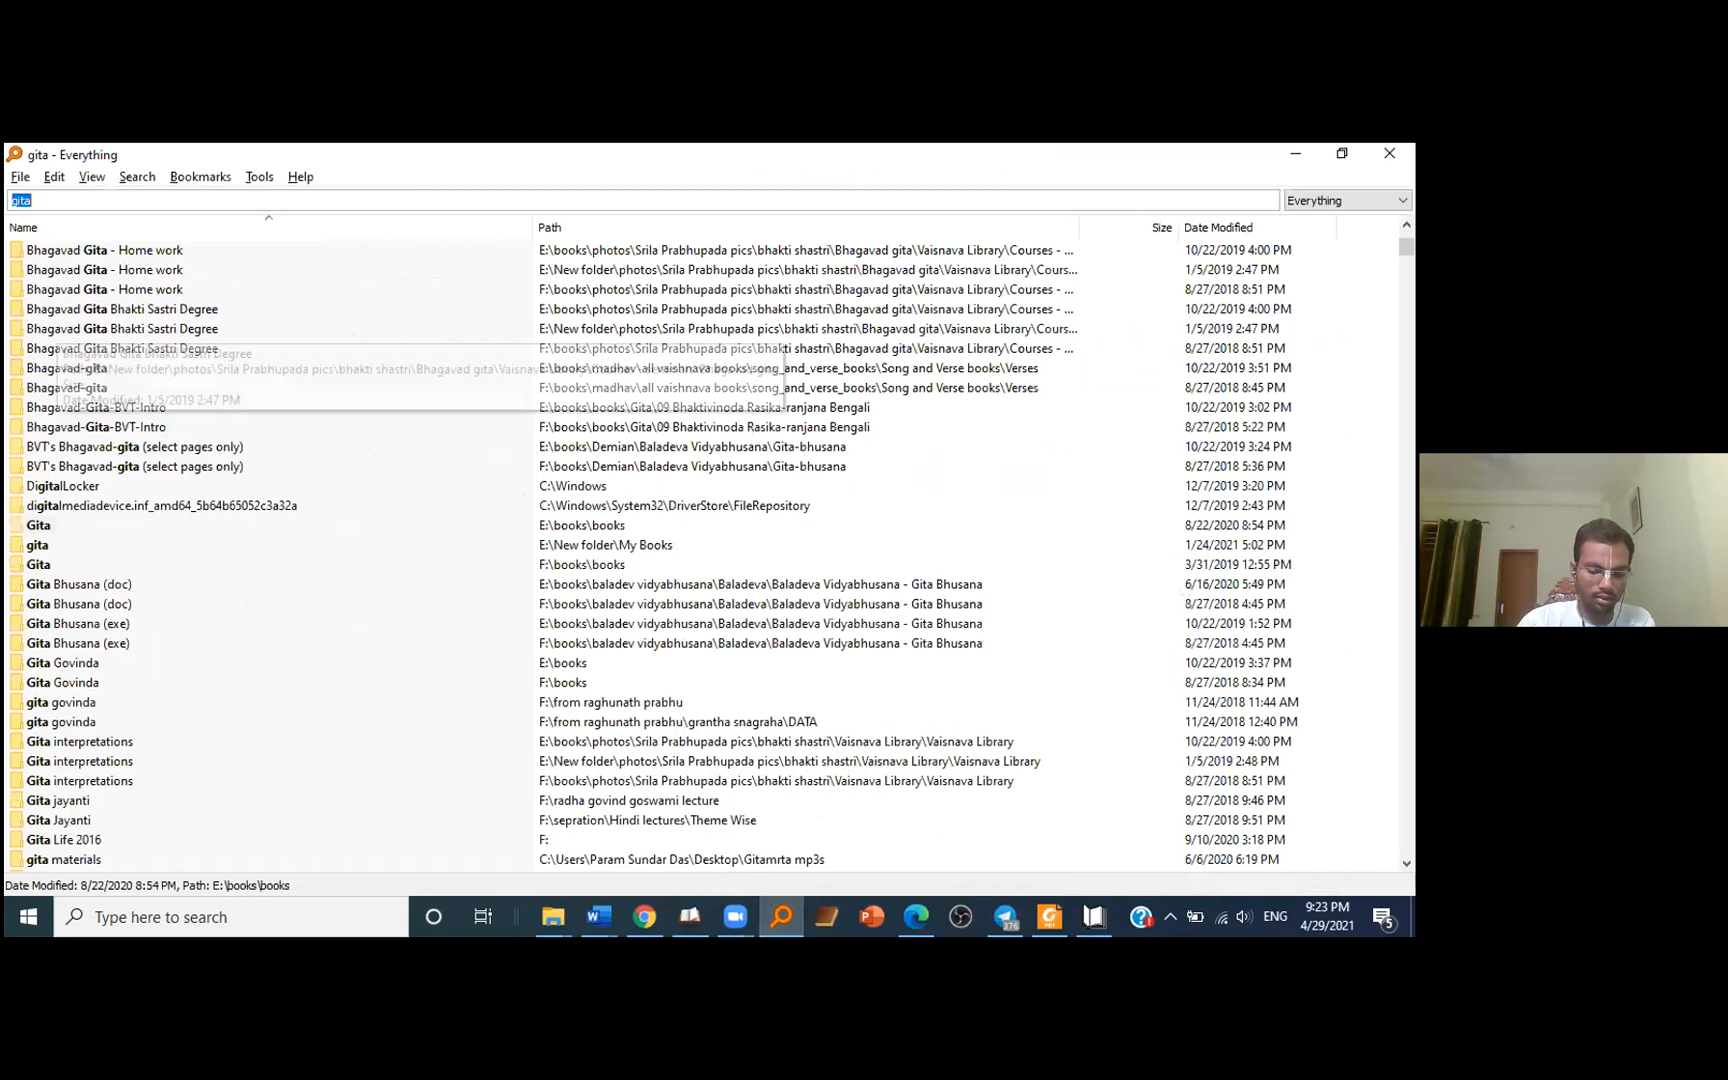 gita - Everything
File Edit View Search Bookmarks Tools Help
gita Everything
Name Path Size Date Modified
Bhagavad Gita - Home work E:\books\photos\Srila Prabhupada pics\bhakti shastri\Bhagavad gita\Vaisnava Library\Courses - ... 10/22/2019 4:00 PM
Bhagavad Gita - Home work E:\New folder\photos\Srila Prabhupada pics\bhakti shastri\Bhagavad gita\Vaisnava Library\Cours... 1/5/2019 2:47 PM
Bhagavad Gita - Home work F:\books\photos\Srila Prabhupada pics\bhakti shastri\Bhagavad gita\Vaisnava Library\Courses - ... 8/27/2018 8:51 PM
Bhagavad Gita Bhakti Sastri Degree E:\books\photos\Srila Prabhupada pics\bhakti shastri\Bhagavad gita\Vaisnava Library\Courses - ... 10/22/2019 4:00 PM
Bhagavad Gita Bhakti Sastri Degree E:\New folder\photos\Srila Prabhupada pics\bhakti shastri\Bhagavad gita\Vaisnava Library\Cours... 1/5/2019 2:47 PM
Bhagavad Gita Bhakti Sastri Degree F:\books\photos\Srila Prabhupada pics\bhakti shastri\Bhagavad gita\Vaisnava Library\Courses - ... 8/27/2018 8:51 PM
Bhagavad Gita Bhakti Sastri Degree
Bhagavad-gita E:\books\madhav\all vaishnava books\song_and_verse_books\Song and Verse books\Verses 10/22/2019 3:51 PM
New folder\photos\Srila Prabhupada pics\bhakti shastri\Bhagavad gita\Vaisnav
Bhagavad-gita F:\books\madhav\all vaishnava books\song_and_verse_books\Song and Verse books\Verses 8/27/2018 8:45 PM
Date Modified: 1/5/2019 2:47 PM
Bhagavad-Gita-BVT-Intro E:\books\books\Gita\09 Bhaktivinoda Rasika-ranjana Bengali 10/22/2019 3:02 PM
Bhagavad-Gita-BVT-Intro F:\books\books\Gita\09 Bhaktivinoda Rasika-ranjana Bengali 8/27/2018 5:22 PM
BVT's Bhagavad-gita (select pages only) E:\books\Demian\Baladeva Vidyabhusana\Gita-bhusana 10/22/2019 3:24 PM
BVT's Bhagavad-gita (select pages only) F:\books\Demian\Baladeva Vidyabhusana\Gita-bhusana 8/27/2018 5:36 PM
DigitalLocker C:\Windows 12/7/2019 3:20 PM
digitalmediadevice.inf_amd64_5b64b65052c3a32a C:\Windows\System32\DriverStore\FileRepository 12/7/2019 2:43 PM
Gita E:\books\books 8/22/2020 8:54 PM
gita E:\New folder\My Books 1/24/2021 5:02 PM
Gita F:\books\books 3/31/2019 12:55 PM
Gita Bhusana (doc) E:\books\baladev vidyabhusana\Baladeva\Baladeva Vidyabhusana - Gita Bhusana 6/16/2020 5:49 PM
Gita Bhusana (doc) F:\books\baladev vidyabhusana\Baladeva\Baladeva Vidyabhusana - Gita Bhusana 8/27/2018 4:45 PM
Gita Bhusana (exe) E:\books\baladev vidyabhusana\Baladeva\Baladeva Vidyabhusana - Gita Bhusana 10/22/2019 1:52 PM
Gita Bhusana (exe) F:\books\baladev vidyabhusana\Baladeva\Baladeva Vidyabhusana - Gita Bhusana 8/27/2018 4:45 PM
Gita Govinda E:\books 10/22/2019 3:37 PM
Gita Govinda F:\books 8/27/2018 8:34 PM
gita govinda F:\from raghunath prabhu 11/24/2018 11:44 AM
gita govinda F:\from raghunath prabhu\grantha snagraha\DATA 11/24/2018 12:40 PM
Gita interpretations E:\books\photos\Srila Prabhupada pics\bhakti shastri\Vaisnava Library\Vaisnava Library 10/22/2019 4:00 PM
Gita interpretations E:\New folder\photos\Srila Prabhupada pics\bhakti shastri\Vaisnava Library\Vaisnava Library 1/5/2019 2:48 PM
Gita interpretations F:\books\photos\Srila Prabhupada pics\bhakti shastri\Vaisnava Library\Vaisnava Library 8/27/2018 8:51 PM
Gita jayanti F:\radha govind goswami lecture 8/27/2018 9:46 PM
Gita Jayanti F:\sepration\Hindi lectures\Theme Wise 8/27/2018 9:51 PM
Gita Life 2016 F: 9/10/2020 3:18 PM
gita materials C:\Users\Param Sundar Das\Desktop\Gitamrta mp3s 6/6/2020 6:19 PM
Date Modified: 8/22/2020 8:54 PM, Path: E:\books\books
Type here to search 376 ENG 9:23 PM
4/29/2021 5